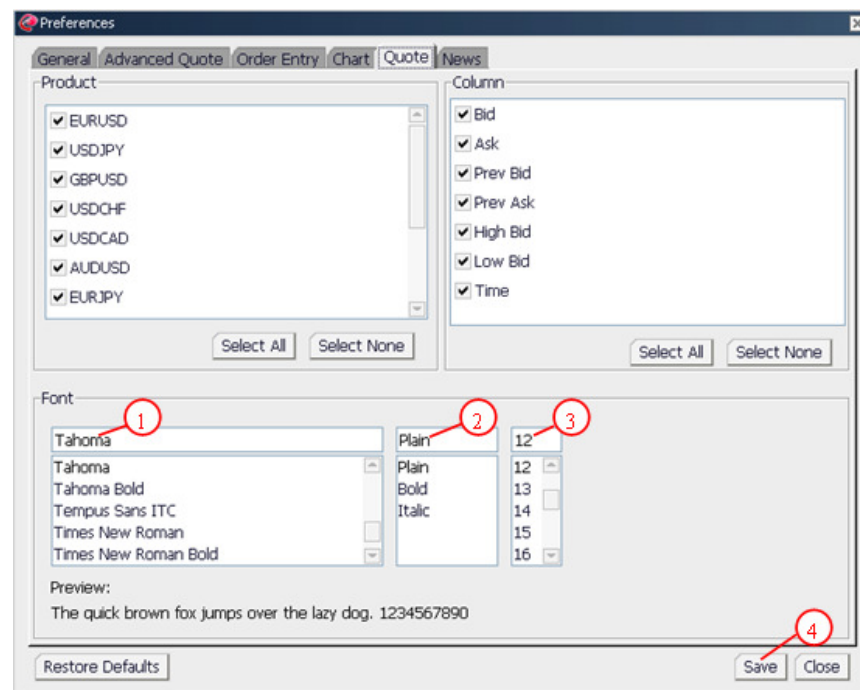 Preferences
General Advanced Quote Order Entry Chart Quote News
Product
EURUSD
USDJPY
GBPUSD
USDCHF
USDCAD
AUDUSD
EURJPY
Select All Select None
Column
Bid
Ask
Prev Bid
Prev Ask
High Bid
Low Bid
Time
Select All Select None
Font
1 2 3
Tahoma Plain 12
Tahoma Plain 12
Tahoma Bold Bold 13
Tempus Sans ITC Italic 14
Times New Roman 15
Times New Roman Bold 16
Preview:
The quick brown fox jumps over the lazy dog. 1234567890
4
Restore Defaults Save Close